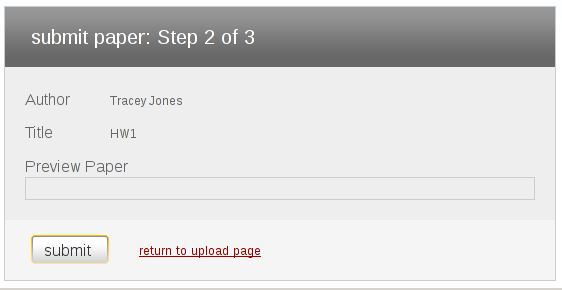 submit paper: Step 2 of 3
Author Tracey Jones
Title HW1
Preview Paper
submit return to upload page